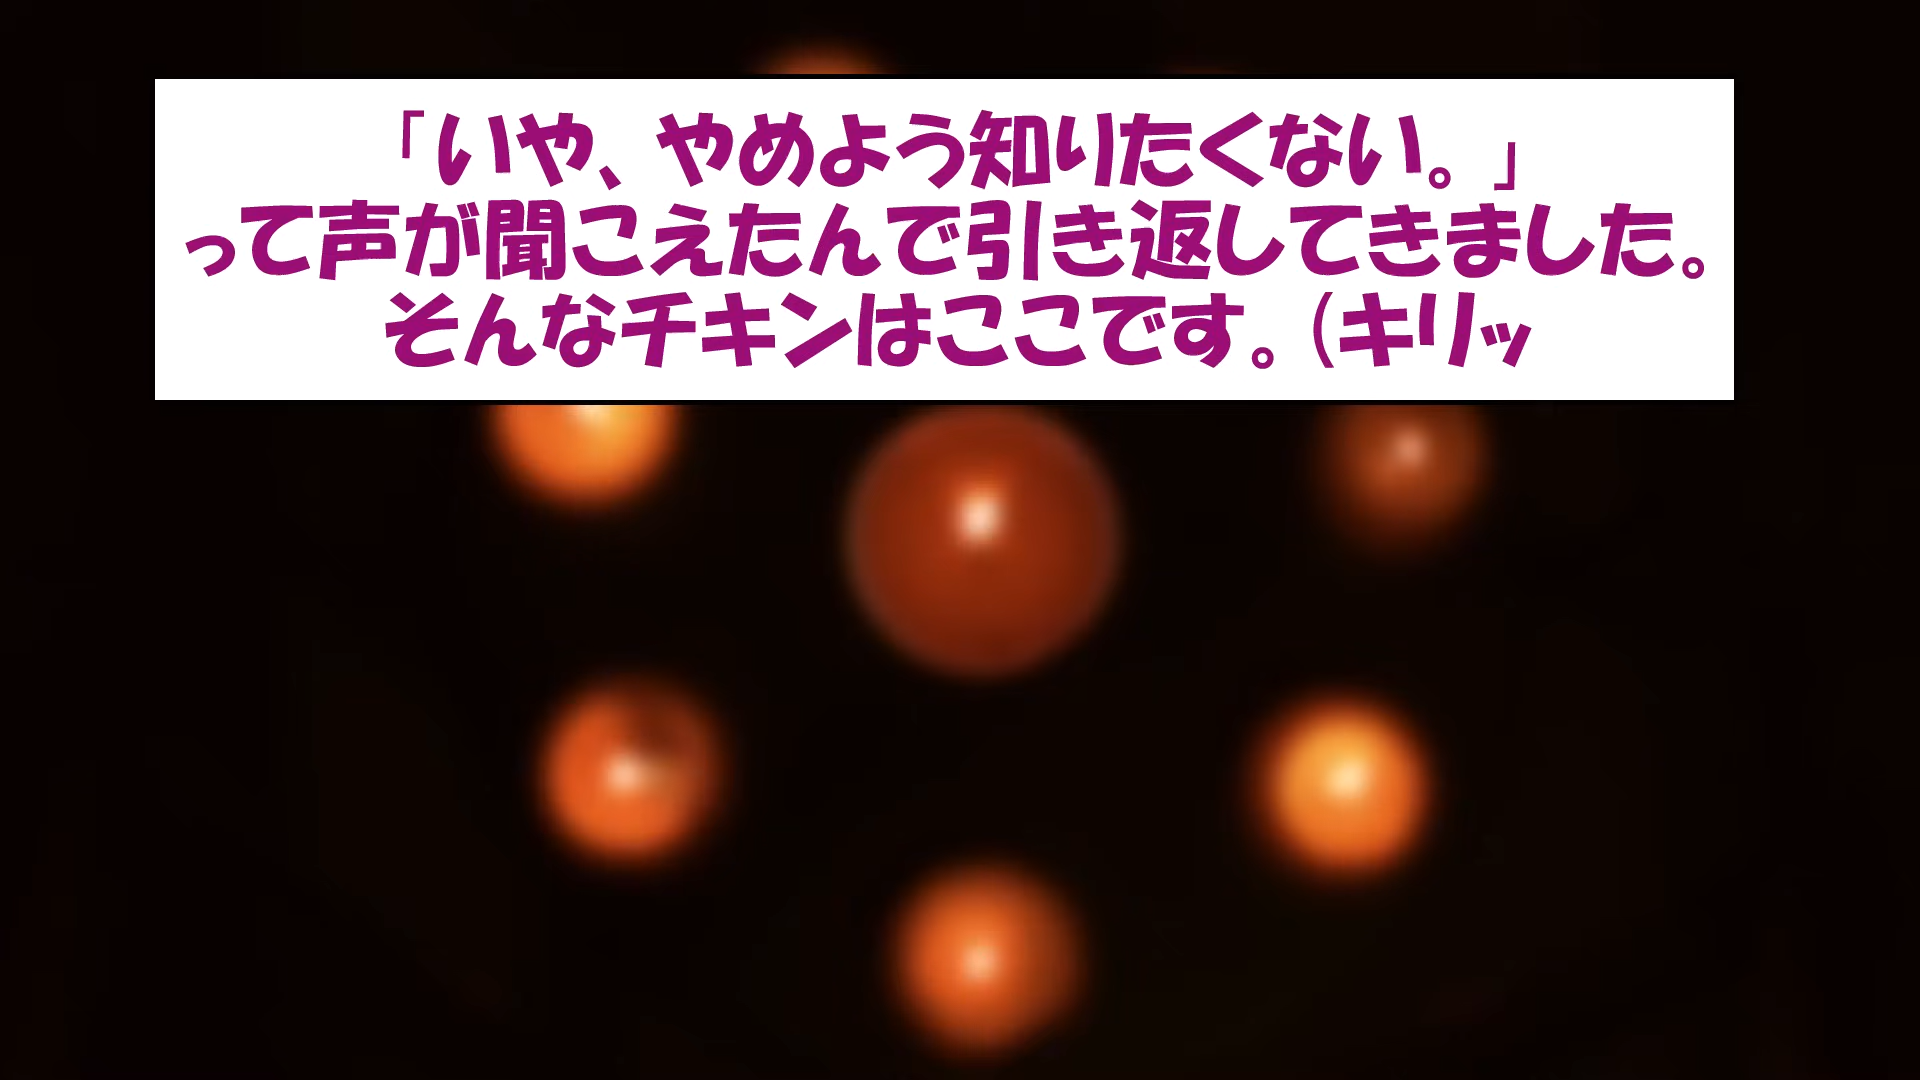 「いや、やめよう知りたくない。」
って声が聞こえたんで引き返してきました。
そんなチキンはここです。(キリッ